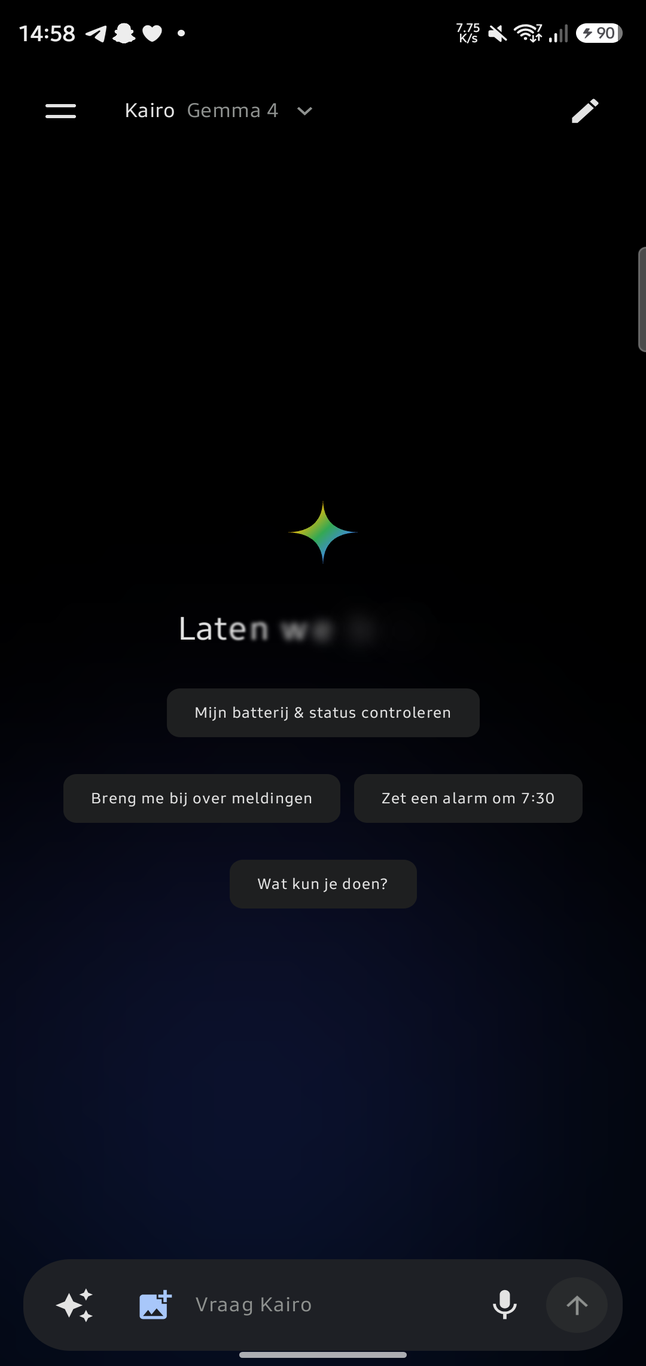 14:58
7.75 K/s
90
Kairo Gemma 4
Laten we
Mijn batterij & status controleren
Breng me bij over meldingen
Zet een alarm om 7:30
Wat kun je doen?
Vraag Kairo